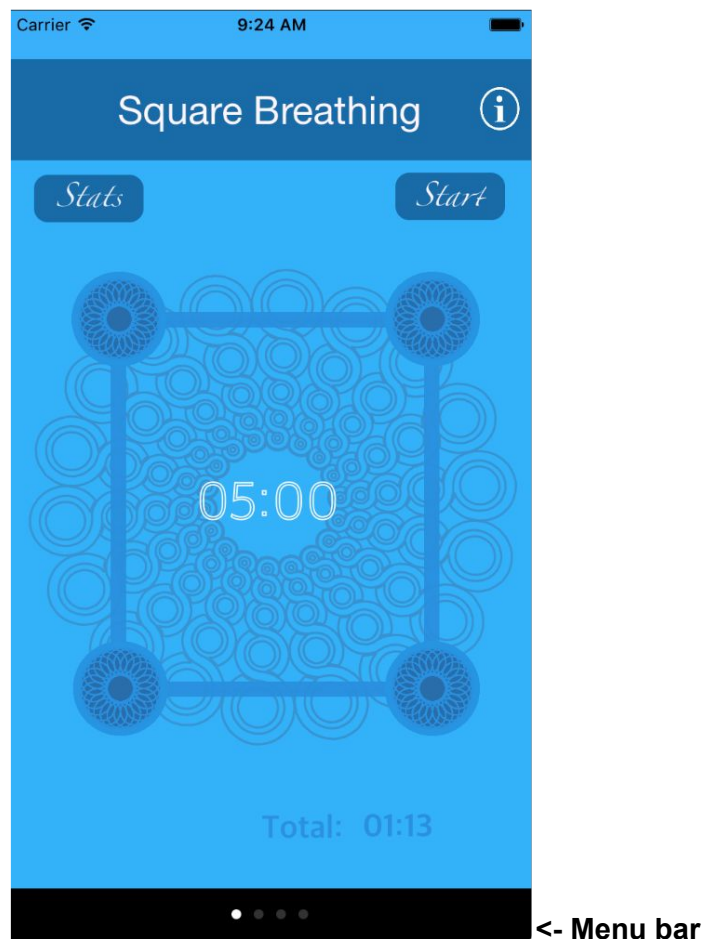 Carrier 9:24 AM
Square Breathing i
Stats Start
05:00
Total: 01:13
<- Menu bar